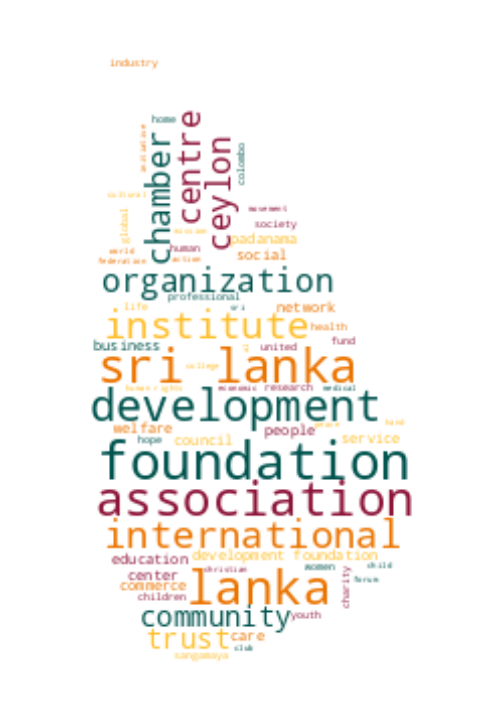 industry
home
centre
chamber
ceylon
colombo
cultural
global
movement
society
mission
padanama
world
human
social
federation
action
organization
professional
life
sri
network
institute
health
business
united
fund
sri lanka
college
human rights
economic
research
medical
development
welfare
people
peace
hope
council
service
foundation
association
international
education
development foundation
center
christian
women
child
commerce
lanka
forum
children
charity
community
youth
trust
care
club
sangamaya